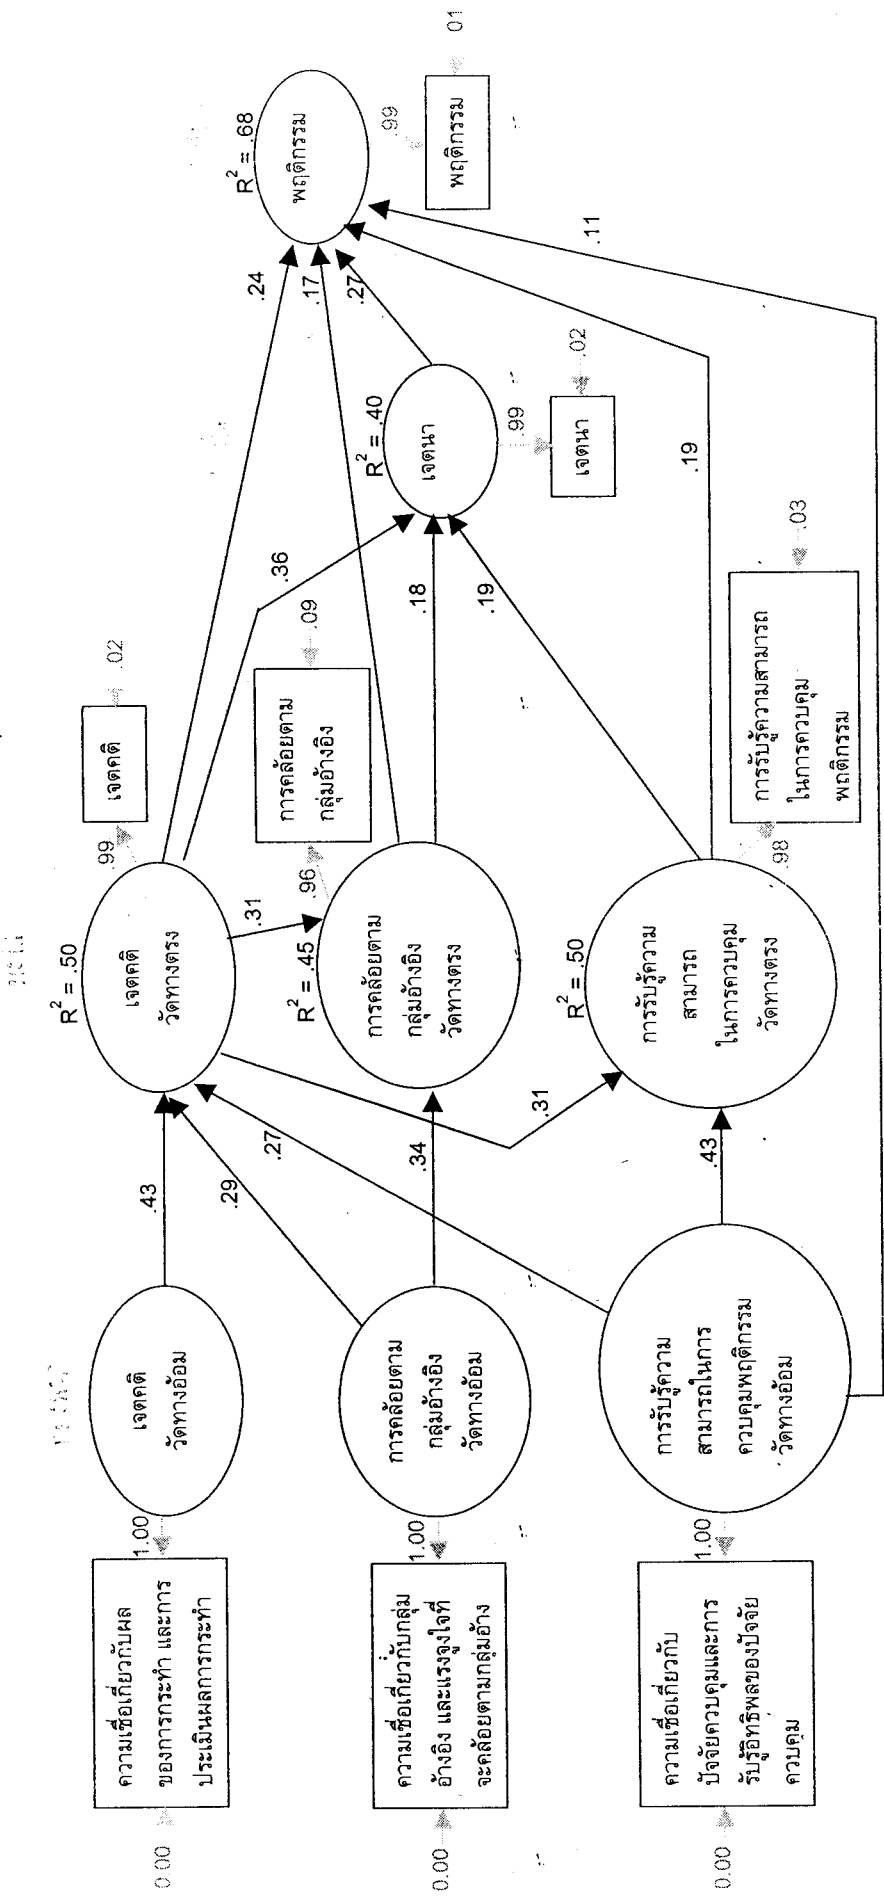 0.00
ความเชื่อเกี่ยวกับผล
ของการกระทำ และการ
ประเมินผลการกระทำ
1.00
เจตคติ
วัดทางอ้อม
.43
.29
.27
R² = .50
เจตคติ
วัดทางตรง
.99
เจตคติ
.02
.31
.36
.24
0.00
ความเชื่อเกี่ยวกับกลุ่ม
อ้างอิง และแรงจูงใจที่
จะคล้อยตามกลุ่มอ้าง
1.00
การคล้อยตาม
กลุ่มอ้างอิง
วัดทางอ้อม
.34
R² = .45
การคล้อยตาม
กลุ่มอ้างอิง
วัดทางตรง
.96
การคล้อยตาม
กลุ่มอ้างอิง
.09
.18
.17
0.00
ความเชื่อเกี่ยวกับ
ปัจจัยควบคุมและการ
รับรู้อิทธิพลของปัจจัย
ควบคุม
1.00
การรับรู้ความ
สามารถในการ
ควบคุมพฤติกรรม
วัดทางอ้อม
.43
.31
R² = .50
การรับรู้ความ
สามารถ
ในการควบคุม
วัดทางตรง
.98
การรับรู้ความสามารถ
ในการควบคุม
พฤติกรรม
.03
.19
.19
.11
R² = .40
เจตนา
.99
เจตนา
.02
.27
R² = .68
พฤติกรรม
.99
พฤติกรรม
01